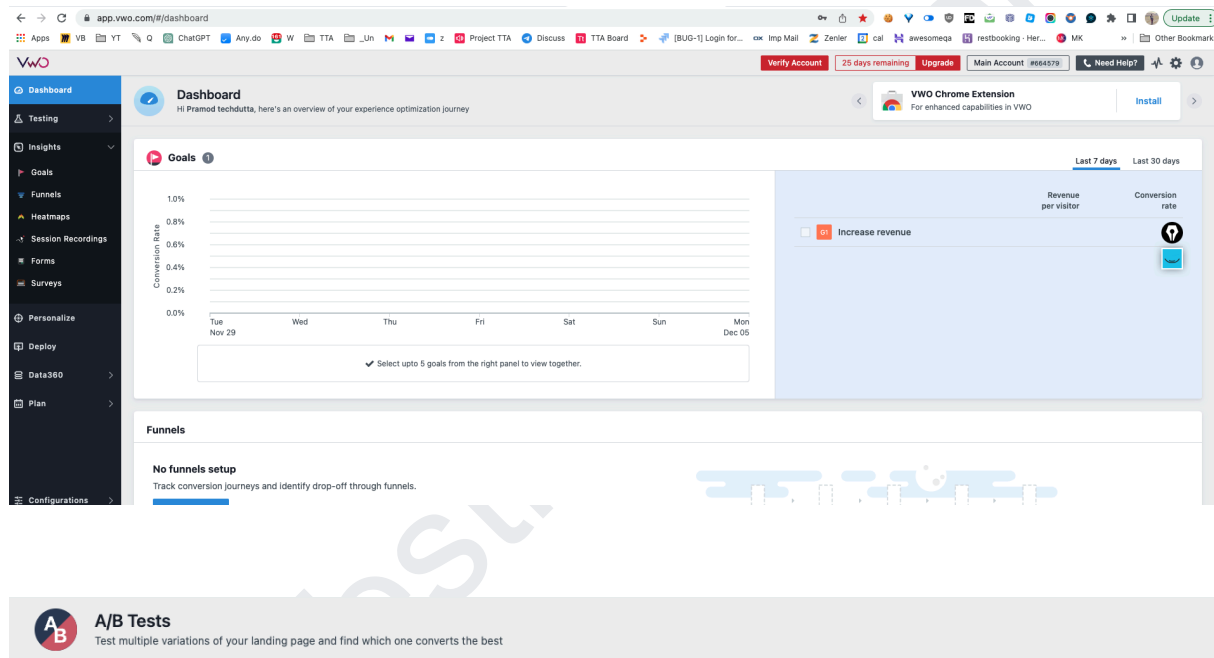 app.vwo.com/#/dashboard
Update
Apps VB YT Q ChatGPT Any.do W TTA _Un z Project TTA Discuss TTA Board [BUG-1] Login for... Imp Mail Zenler cal awesomeqa restbooking - Her... MK » Other Bookmark
VWO Verify Account 25 days remaining Upgrade Main Account #664579 Need Help?
Dashboard
Testing
Insights
Goals
Funnels
Heatmaps
Session Recordings
Forms
Surveys
Personalize
Deploy
Data360
Plan
Configurations
Dashboard
Hi Pramod techdutta, here's an overview of your experience optimization journey
VWO Chrome Extension
For enhanced capabilities in VWO
Install
Goals 1
Last 7 days Last 30 days
Conversion Rate
1.0%
0.8%
0.6%
0.4%
0.2%
0.0%
Tue Wed Thu Fri Sat Sun Mon
Nov 29 Dec 05
Select upto 5 goals from the right panel to view together.
Revenue Conversion
per visitor rate
G1 Increase revenue
Funnels
No funnels setup
Track conversion journeys and identify drop-off through funnels.
A/B Tests
Test multiple variations of your landing page and find which one converts the best